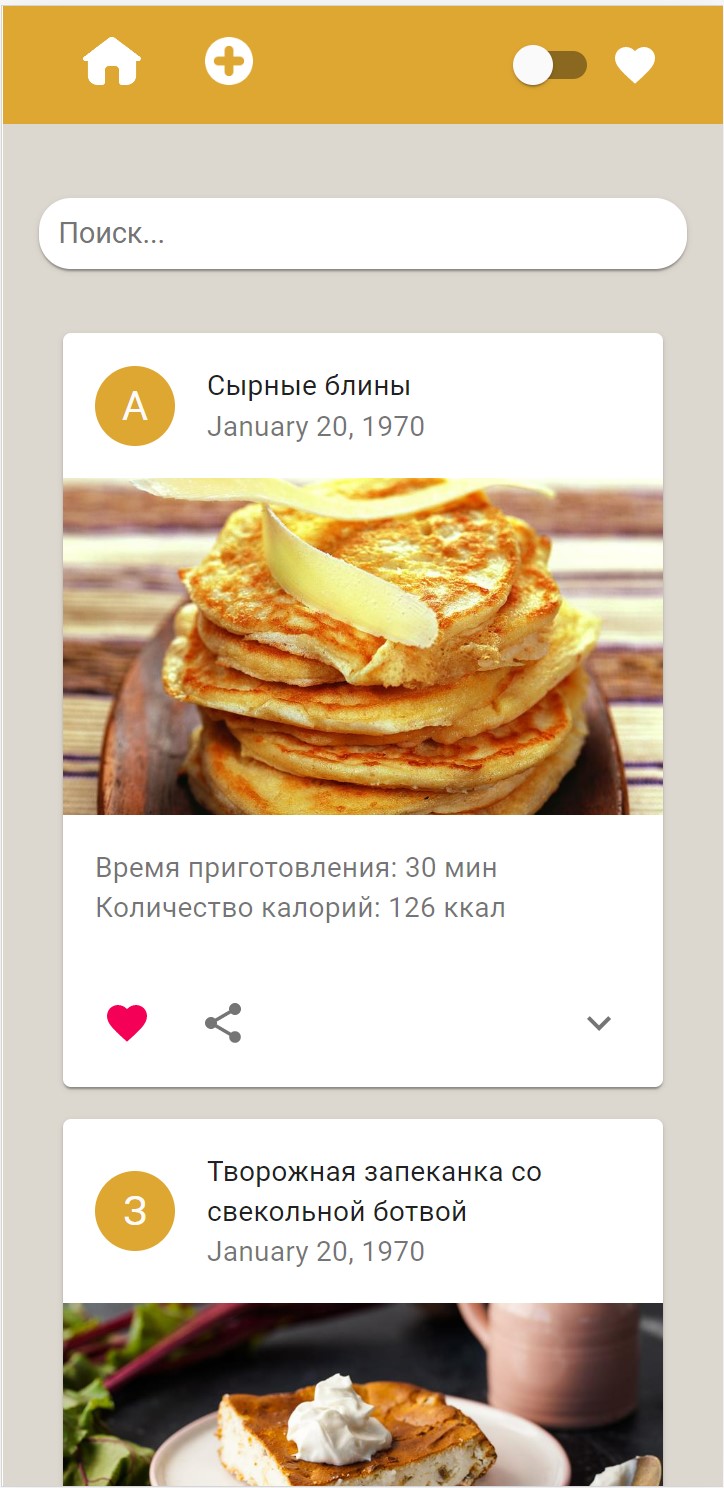 Поиск...
А
Сырные блины
January 20, 1970
Время приготовления: 30 мин
Количество калорий: 126 ккал
З
Творожная запеканка со
свекольной ботвой
January 20, 1970